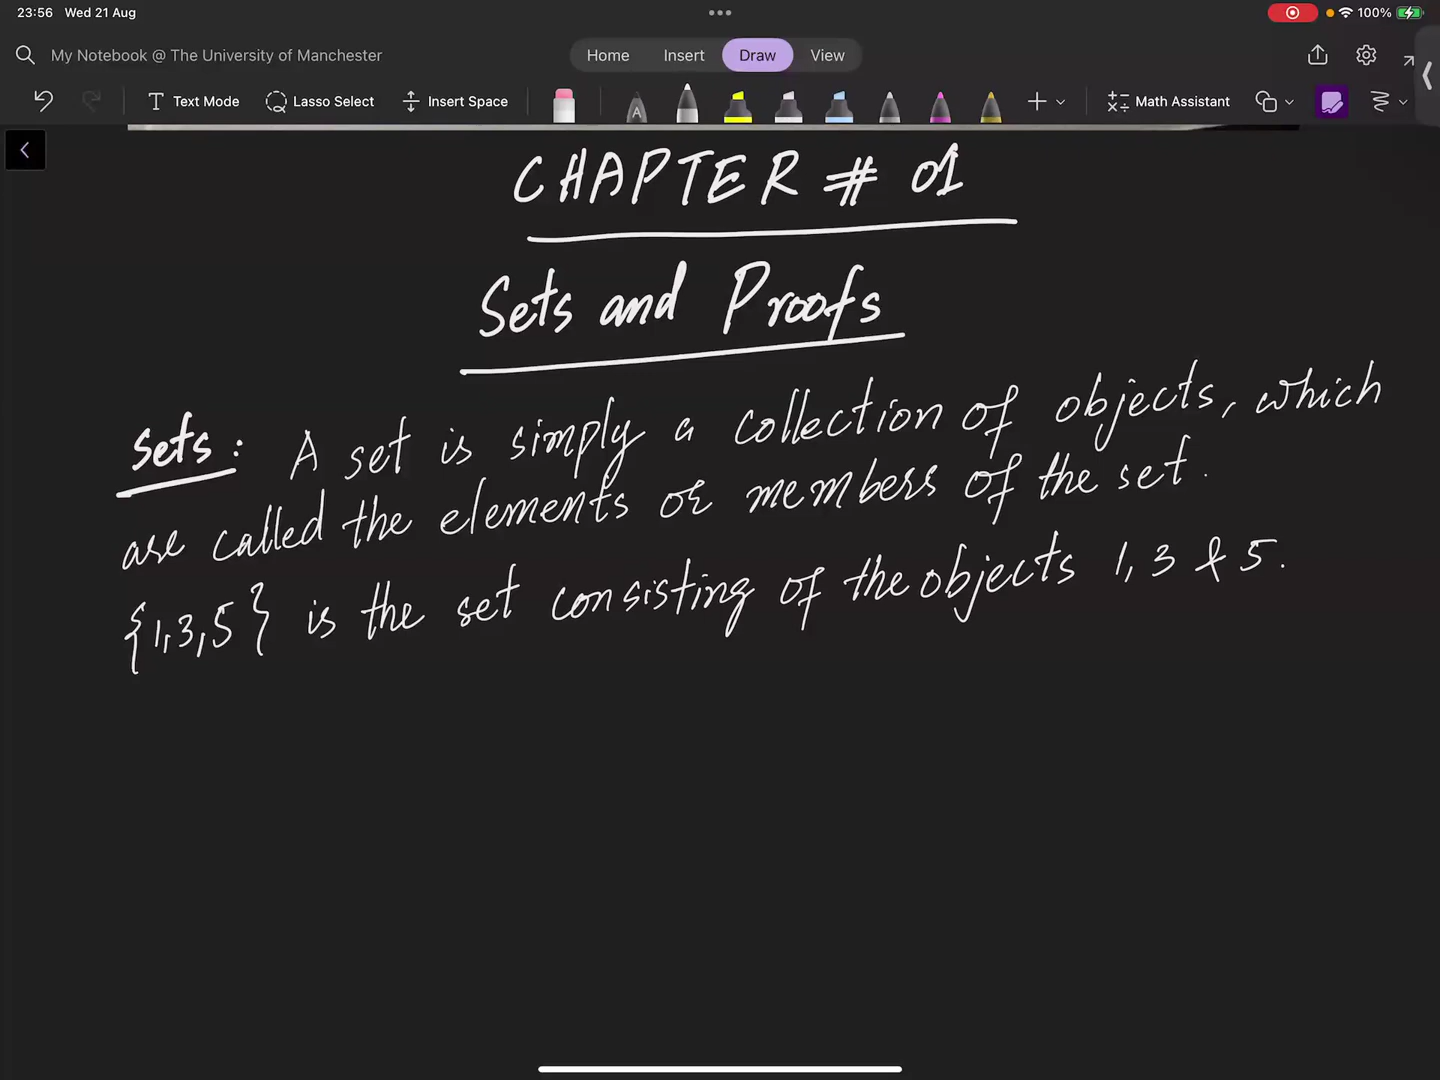 23:56 Wed 21 Aug
100%
My Notebook @ The University of Manchester
Home Insert Draw View
Text Mode Lasso Select Insert Space A Math Assistant
CHAPTER # 01
Sets and Proofs
Sets: A set is simply a collection of objects, which
are called the elements or members of the set.
{1,3,5} is the set consisting of the objects 1, 3 & 5.